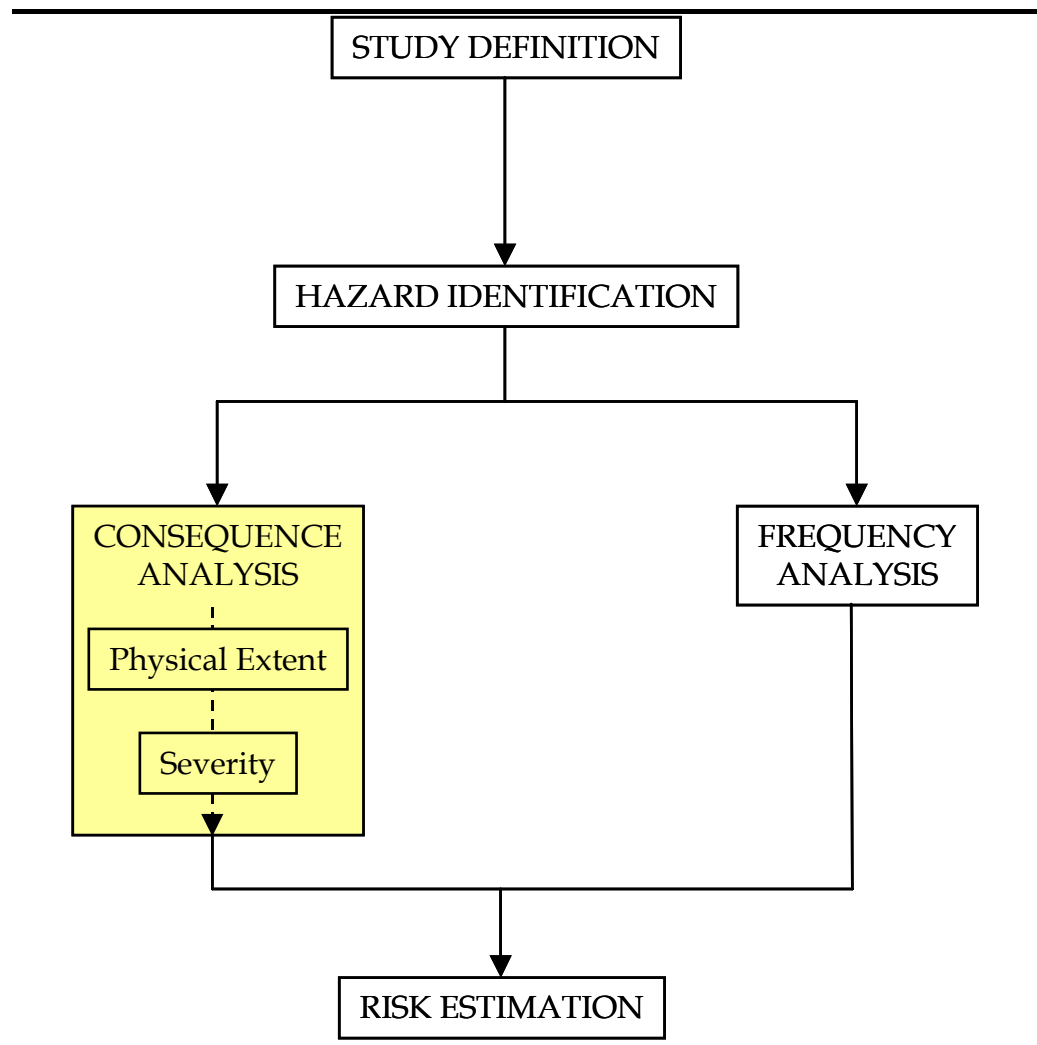 STUDY DEFINITION
HAZARD IDENTIFICATION
CONSEQUENCE
ANALYSIS
Physical Extent
Severity
FREQUENCY
ANALYSIS
RISK ESTIMATION